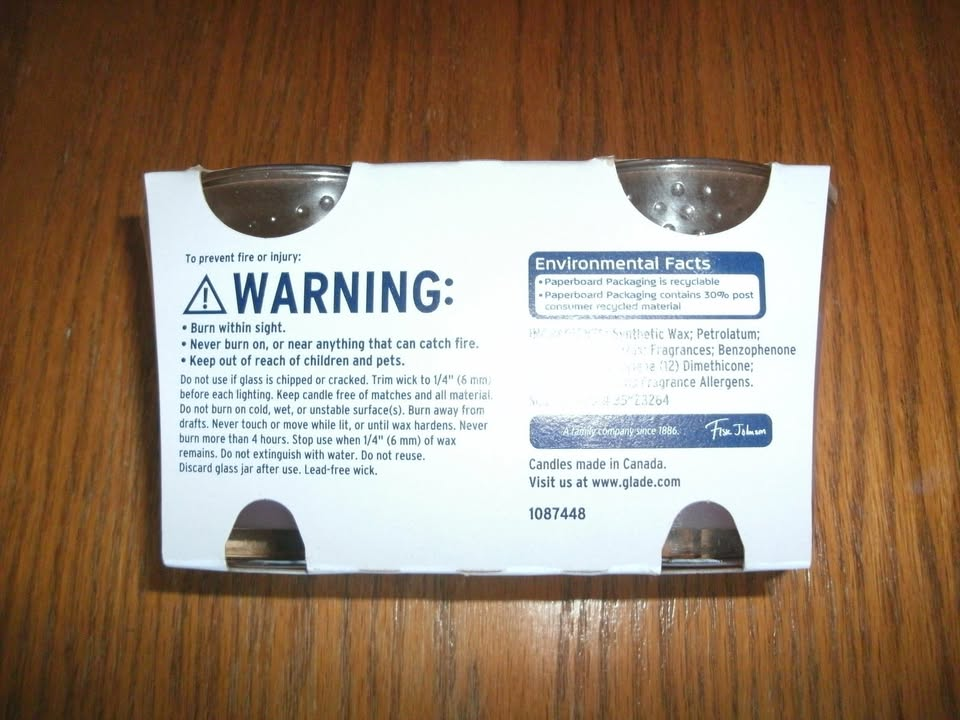 To prevent fire or injury:
WARNING:
• Burn within sight.
• Never burn on, or near anything that can catch fire.
• Keep out of reach of children and pets.
Do not use if glass is chipped or cracked. Trim wick to 1/4" (6 mm)
before each lighting. Keep candle free of matches and all material.
Do not burn on cold, wet, or unstable surface(s). Burn away from
drafts. Never touch or move while lit, or until wax hardens. Never
burn more than 4 hours. Stop use when 1/4" (6 mm) of wax
remains. Do not extinguish with water. Do not reuse.
Discard glass jar after use. Lead-free wick.
Environmental Facts
• Paperboard Packaging is recyclable
• Paperboard Packaging contains 30% post
consumer recycled material
Synthetic Wax; Petrolatum;
Fragrances; Benzophenone
(12) Dimethicone;
Fragrance Allergens.
A family company since 1886.
Fisk Johnson
Candles made in Canada.
Visit us at www.glade.com
1087448